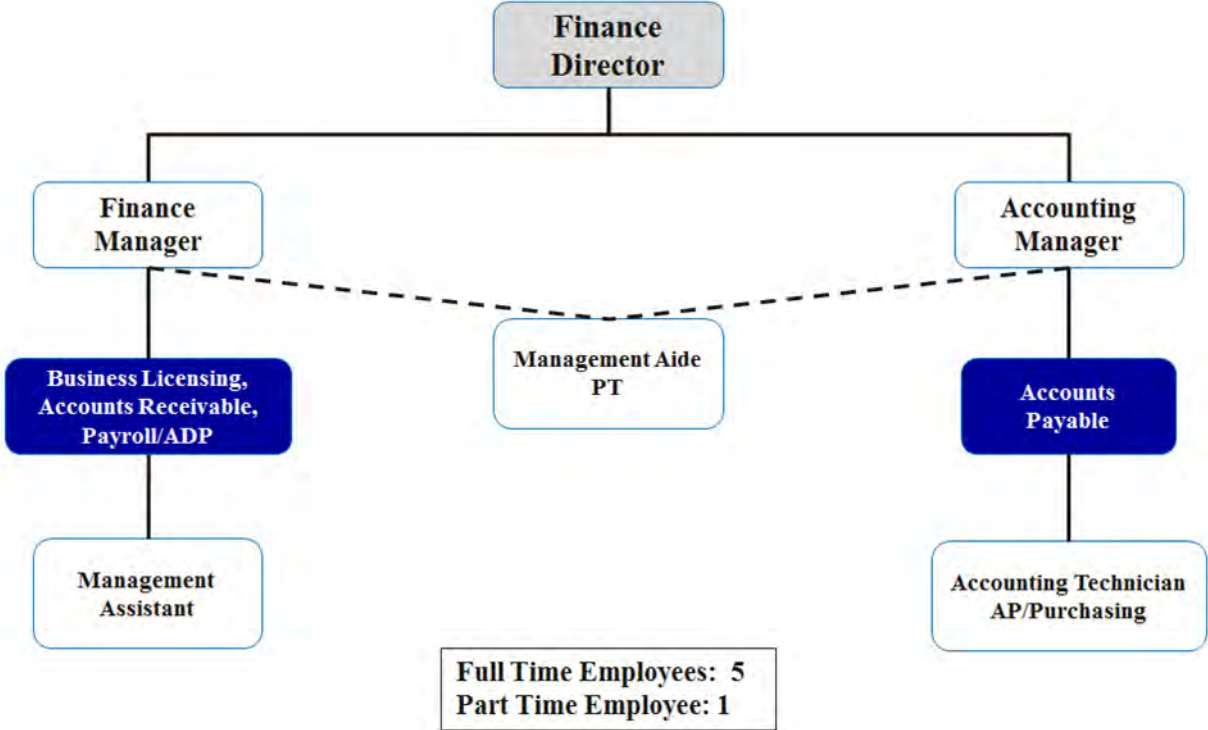 Finance
Director
Finance
Manager
Accounting
Manager
Management Aide
PT
Business Licensing,
Accounts Receivable,
Payroll/ADP
Accounts
Payable
Management
Assistant
Accounting Technician
AP/Purchasing
Full Time Employees: 5
Part Time Employee: 1